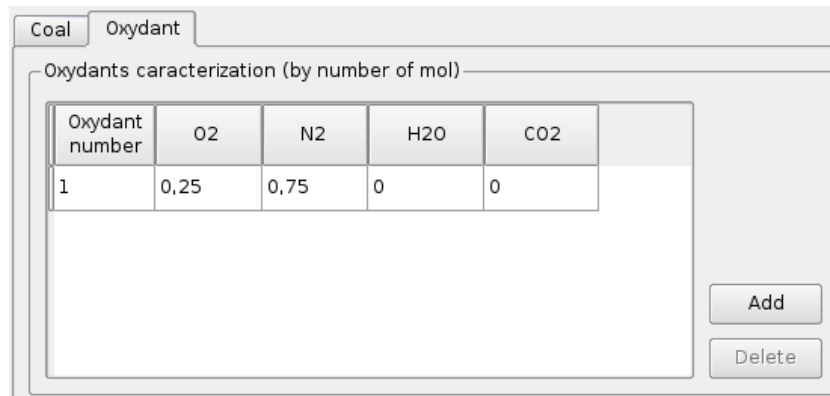 Coal Oxydant
Oxydants caracterization (by number of mol)
Oxydant number O2 N2 H2O CO2
1 0,25 0,75 0 0
Add
Delete